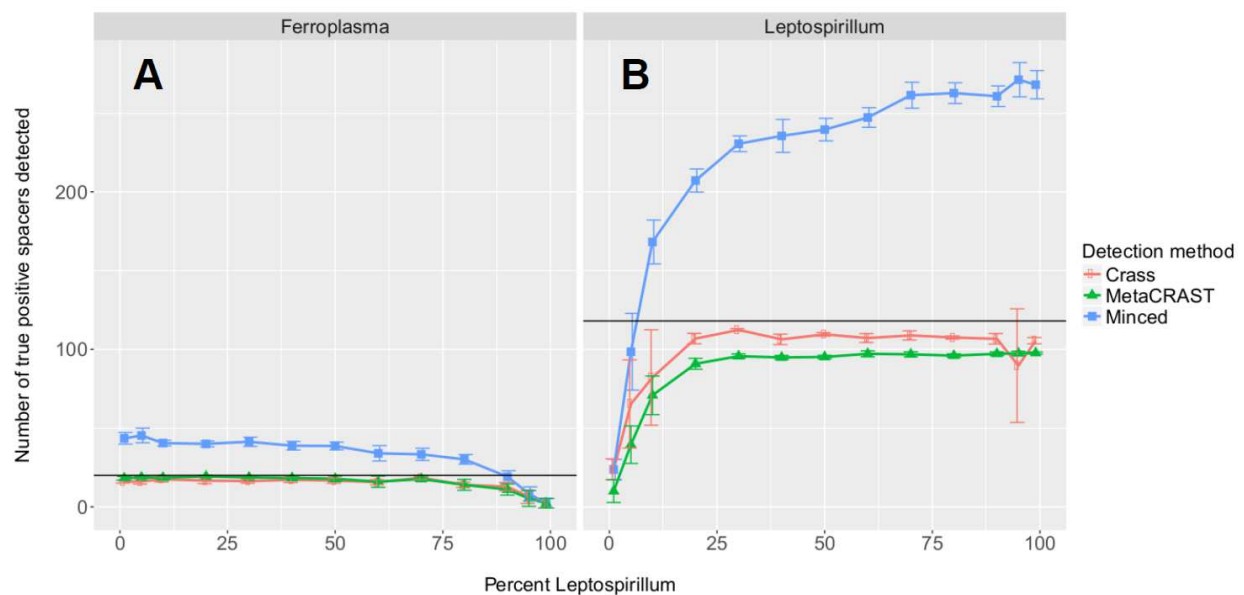 Ferroplasma
Leptospirillum
A
B
Number of true positive spacers detected
200
100
0
0
25
50
75
100
0
25
50
75
100
Percent Leptospirillum
Detection method
Crass
MetaCRAST
Minced